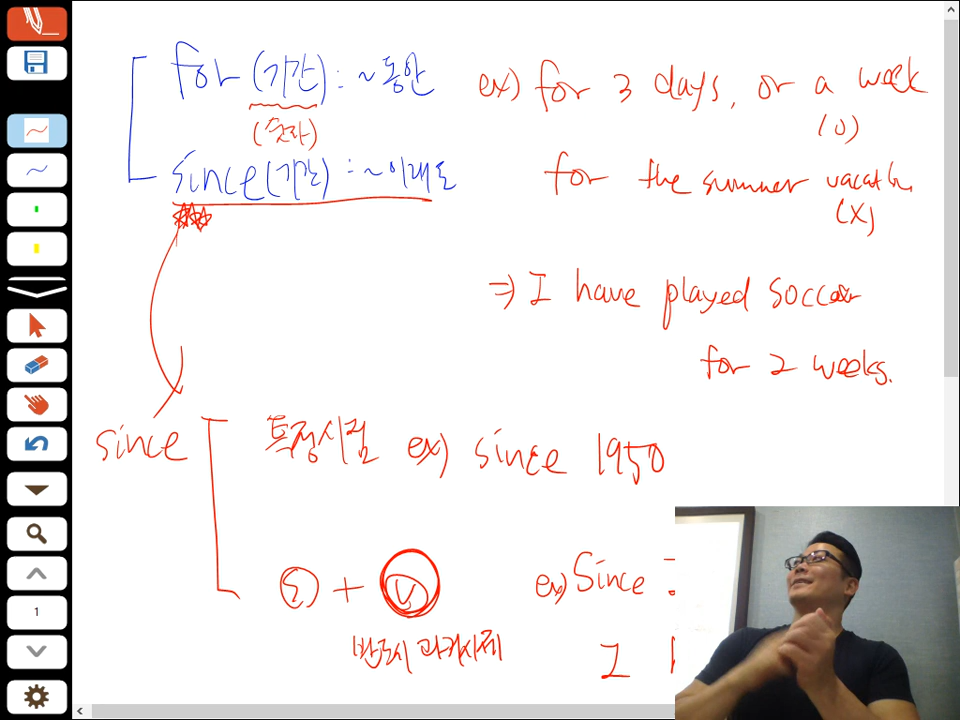 for (기간) : ~동안
(숫자)
since (기간) : ~이래로
ex) for 3 days, or a week
(O)
for the summer
(X)
⇒ I have played soccer
for 2 weeks.
since
특정시점 ex) since 1950
Ⓢ + Ⓥ
반드시 과거시제
ex) Since
I
1